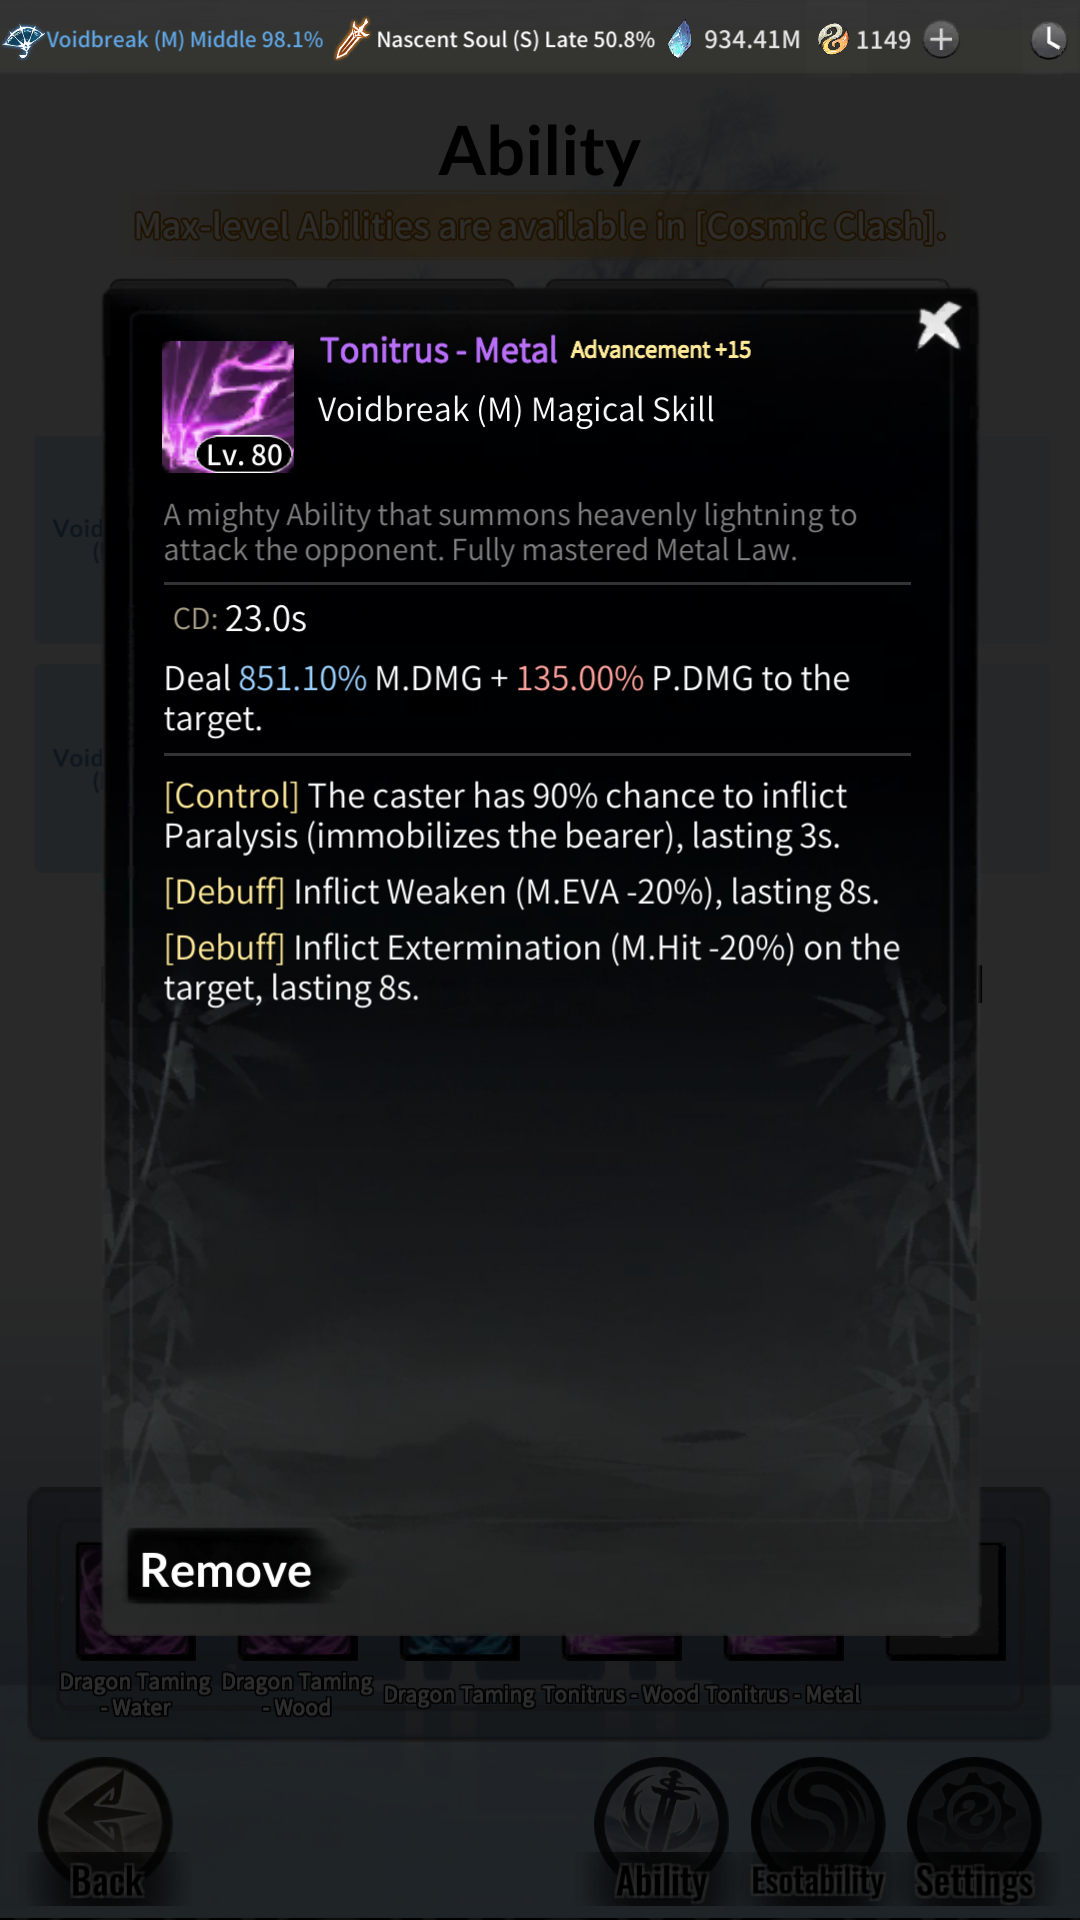 Voidbreak (M) Middle 98.1% Nascent Soul (S) Late 50.8% 934.41M 1149
Ability
Max-level Abilities are available in [Cosmic Clash].
Tonitrus - Metal Advancement +15
Voidbreak (M) Magical Skill
Lv. 80
A mighty Ability that summons heavenly lightning to
attack the opponent. Fully mastered Metal Law.
CD: 23.0s
Deal 851.10% M.DMG + 135.00% P.DMG to the
target.
[Control] The caster has 90% chance to inflict
Paralysis (immobilizes the bearer), lasting 3s.
[Debuff] Inflict Weaken (M.EVA -20%), lasting 8s.
[Debuff] Inflict Extermination (M.Hit -20%) on the
target, lasting 8s.
Remove
Dragon Taming
- Water
Dragon Taming
- Wood
Dragon Taming
Tonitrus - Wood
Tonitrus - Metal
Back Ability Esotability Settings